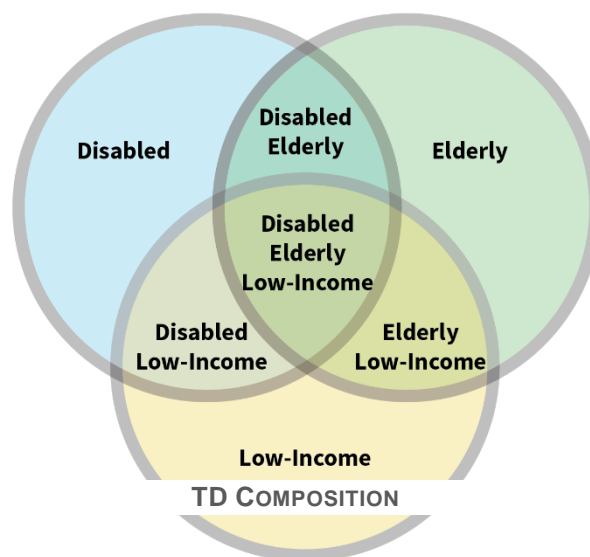 Disabled
Disabled
Elderly
Elderly
Disabled
Elderly
Low-Income
Disabled
Low-Income
Elderly
Low-Income
Low-Income
TD COMPOSITION